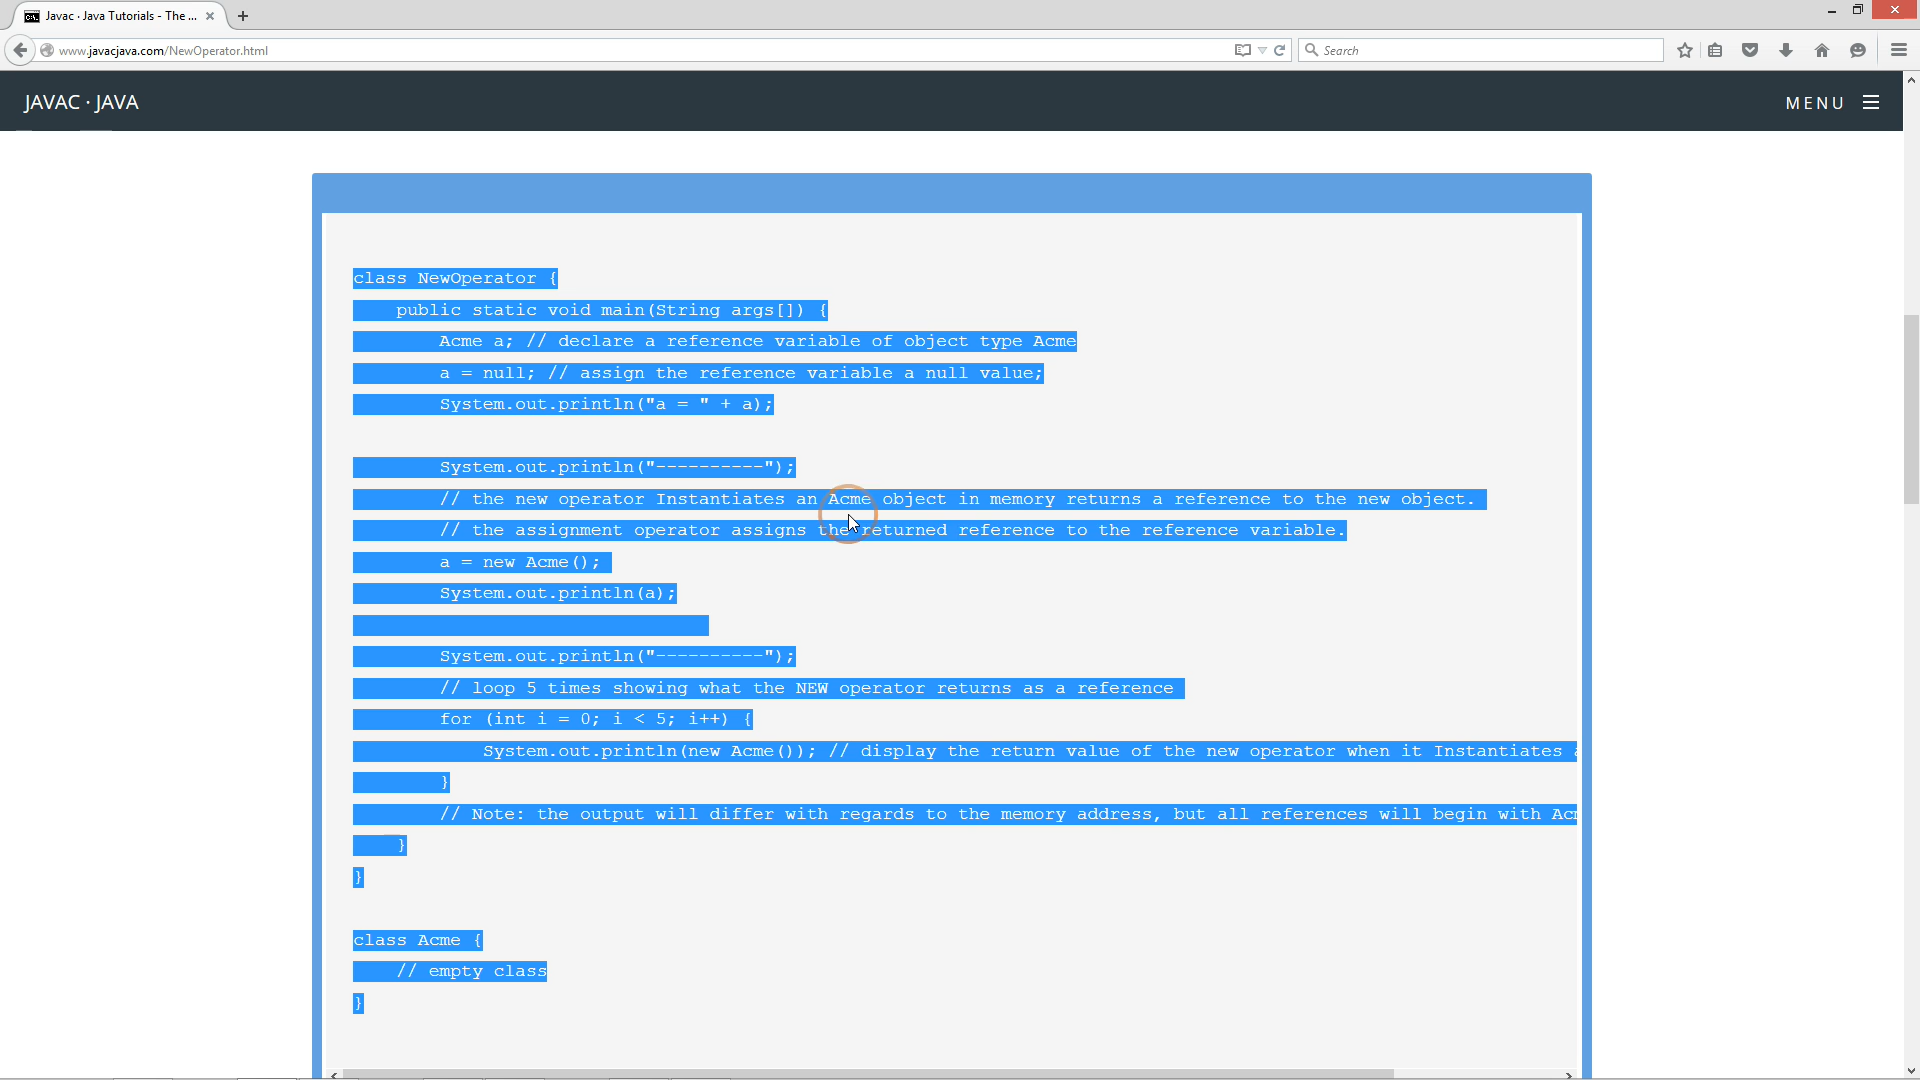 Javac · Java Tutorials - The ...
www.javacjava.com/NewOperator.html
Search
JAVAC · JAVA
MENU
class NewOperator {
public static void main(String args[]) {
Acme a; // declare a reference variable of object type Acme
a = null; // assign the reference variable a null value;
System.out.println("a = " + a);
System.out.println("----------");
// the new operator Instantiates an Acme object in memory returns a reference to the new object.
// the assignment operator assigns the returned reference to the reference variable.
a = new Acme();
System.out.println(a);
System.out.println("----------");
// loop 5 times showing what the NEW operator returns as a reference
for (int i = 0; i < 5; i++) {
System.out.println(new Acme()); // display the return value of the new operator when it Instantiates
}
// Note: the output will differ with regards to the memory address, but all references will begin with
}
}
class Acme {
// empty class
}